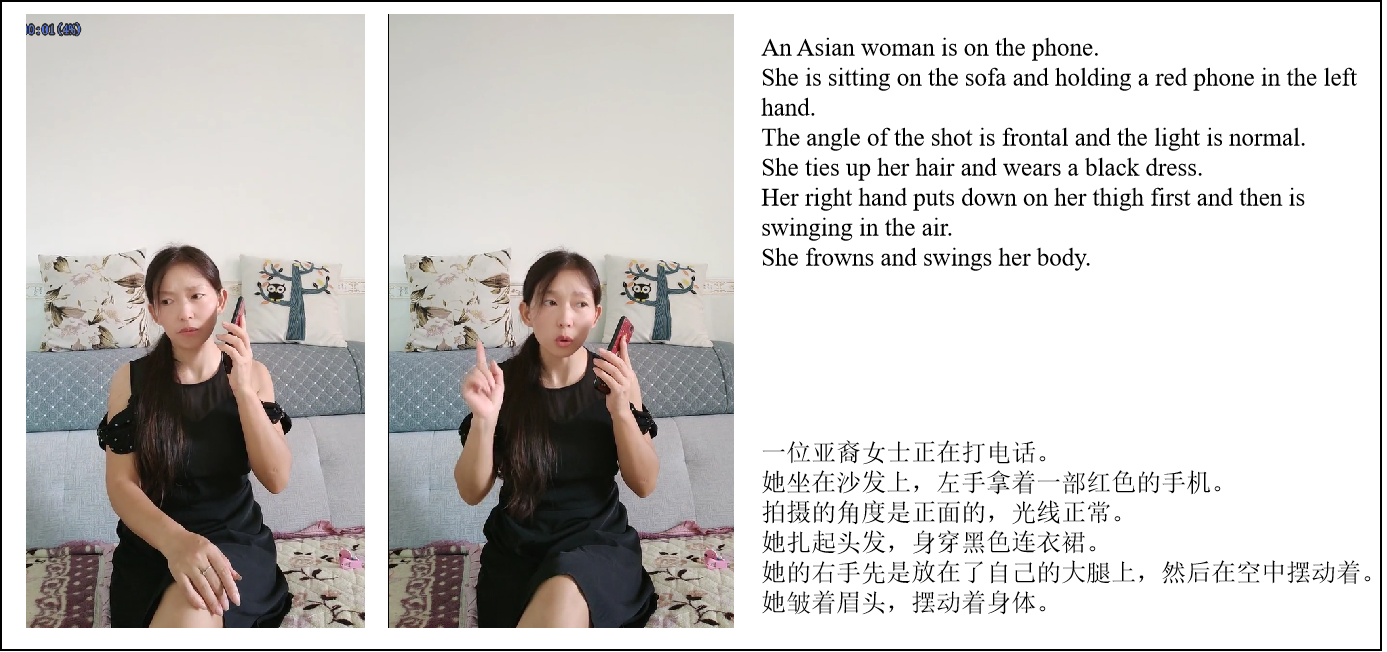 00:01(4%)
An Asian woman is on the phone.
She is sitting on the sofa and holding a red phone in the left
hand.
The angle of the shot is frontal and the light is normal.
She ties up her hair and wears a black dress.
Her right hand puts down on her thigh first and then is
swinging in the air.
She frowns and swings her body.
一位亚裔女士正在打电话。
她坐在沙发上，左手拿着一部红色的手机。
拍摄的角度是正面的，光线正常。
她扎起头发，身穿黑色连衣裙。
她的右手先是放在了自己的大腿上，然后在空中摆动着。
她皱着眉头，摆动着身体。